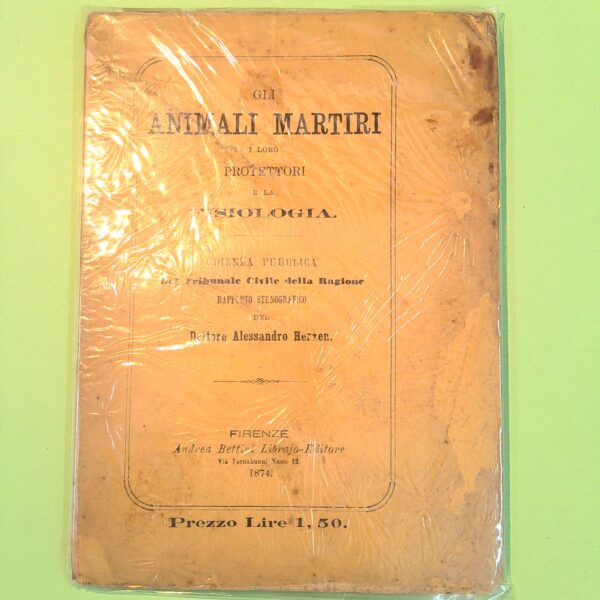 GLI
ANIMALI MARTIRI
I LORO
PROTETTORI
E LA
FISIOLOGIA.
UDIENZA PUBBLICA
del Tribunale Civile della Ragione
RAPPORTO STENOGRAFICO
DEL
Dottore Alessandro Herzen.
FIRENZE
Andrea Bettini Librajo-Editore
Via Tornabuoni Num. 12
1874.
Prezzo Lire 1, 50.